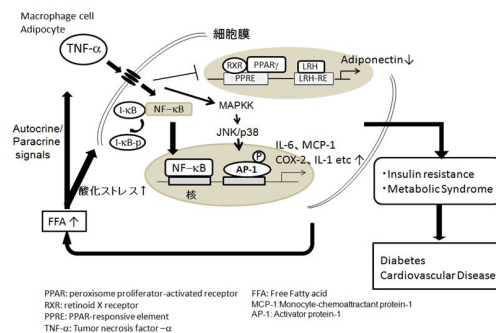 Macrophage cell
Adipocyte
TNF-α
細胞膜
RXR
PPARγ
LRH
PPRE
LRH-RE
Adiponectin↓
I-κB
NF-κB
MAPKK
I-κB-p
JNK/p38
Autocrine/
Paracrine
signals
NF-κB
P
AP-1
IL-6、MCP-1
COX-2、IL-1 etc ↑
核
酸化ストレス↑
FFA ↑
・Insulin resistance
・Metabolic Syndrome
Diabetes
Cardiovascular Disease
PPAR: peroxisome proliferator-activated receptor
RXR: retinoid X receptor
PPRE: PPAR-responsive element
TNF-α: Tumor necrosis factor –α
FFA: Free Fatty acid
MCP-1:Monocyte-chemoattractant protein-1
AP-1: Activator protein-1